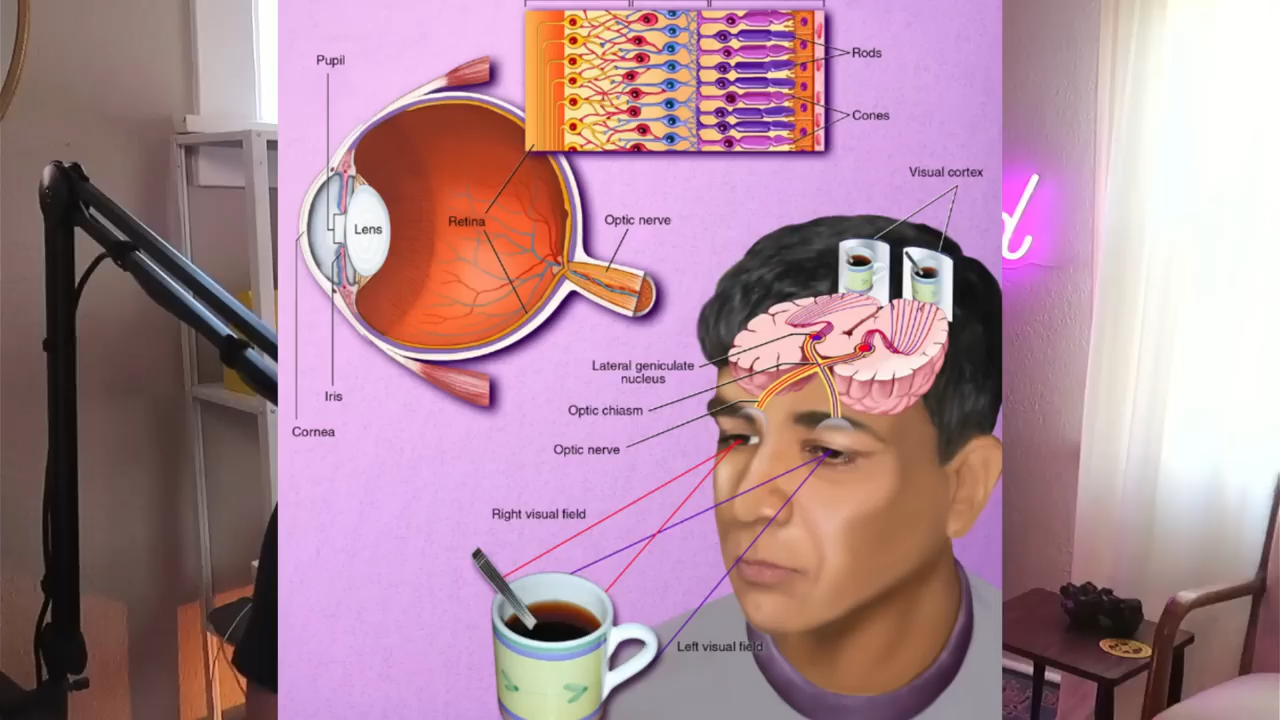 Pupil
Rods
Cones
Visual cortex
Lens
Retina
Optic nerve
Lateral geniculate
nucleus
Iris
Optic chiasm
Cornea
Optic nerve
Right visual field
Left visual field